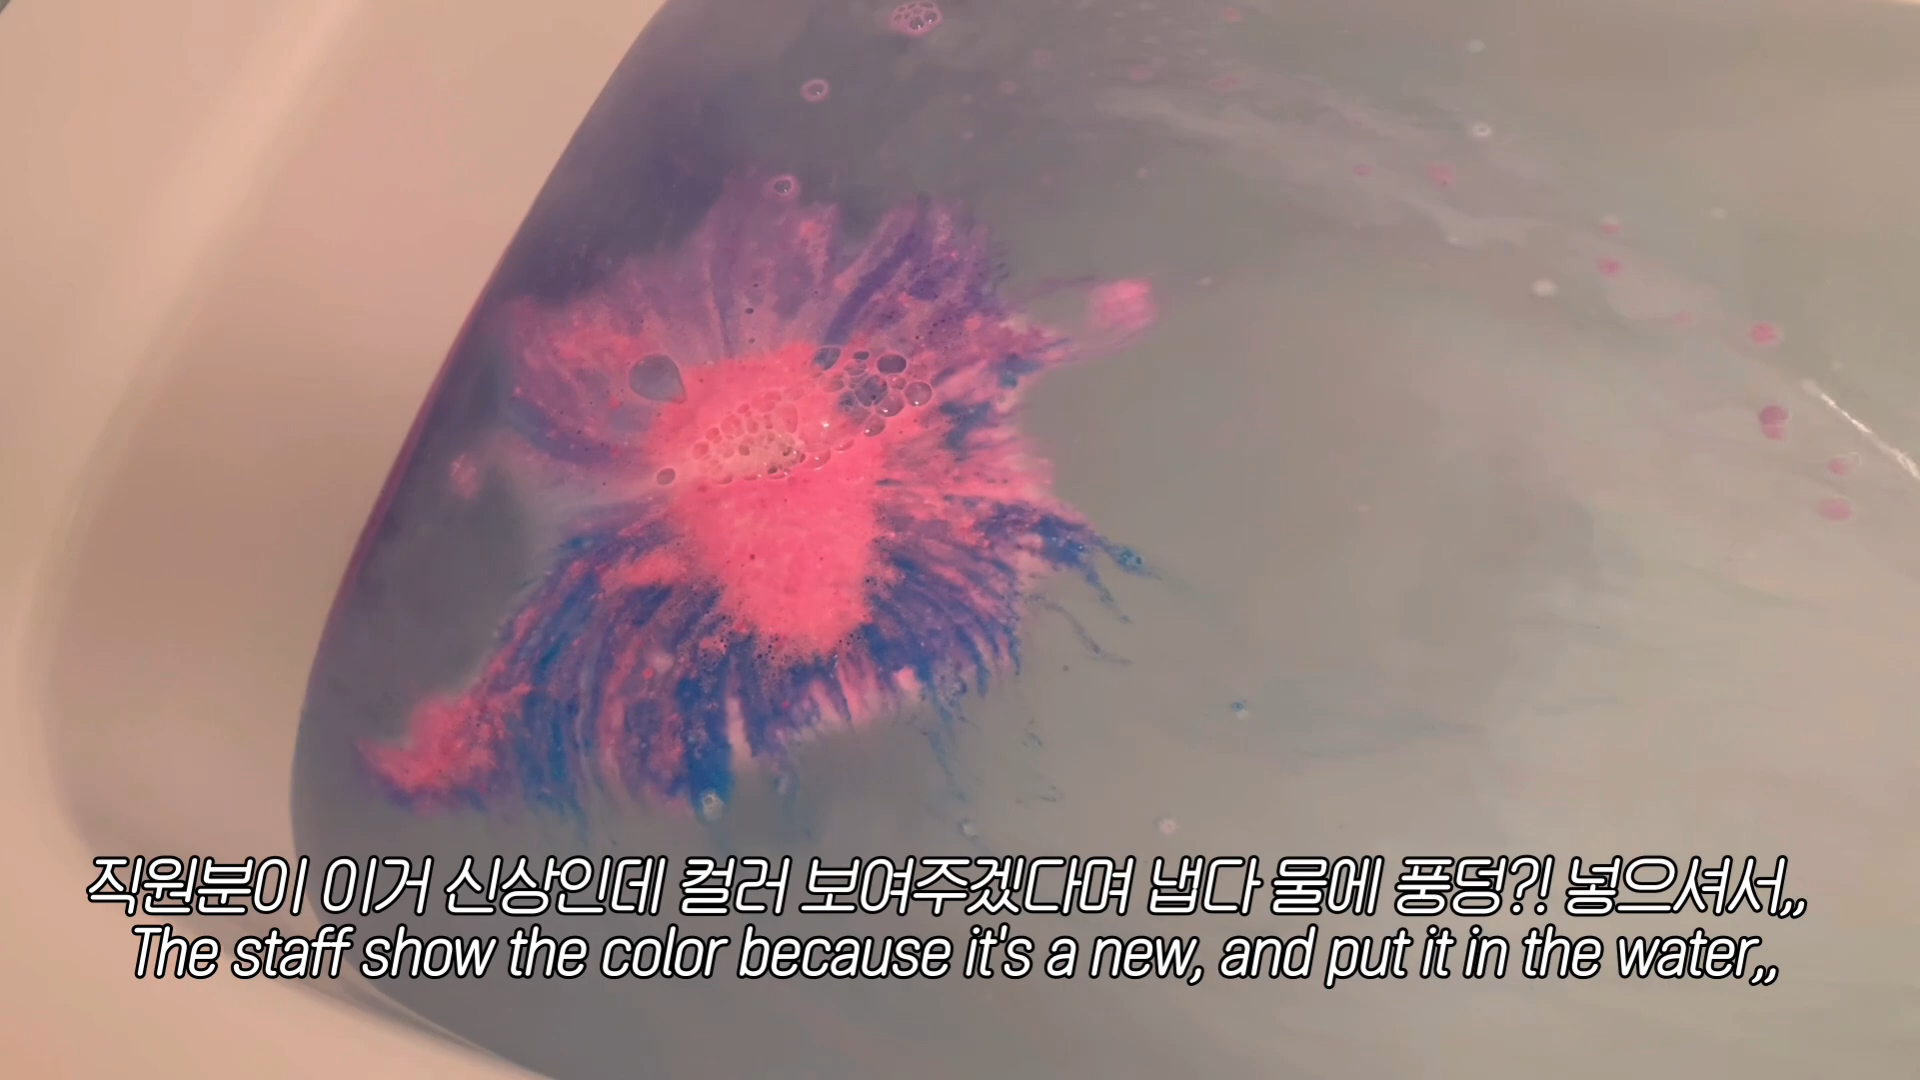 직원분이 이거 신상인데 컬러 보여주겠다며 냅다 물에 풍덩?! 넣으셔서,,
The staff show the color because it's a new, and put it in the water,,